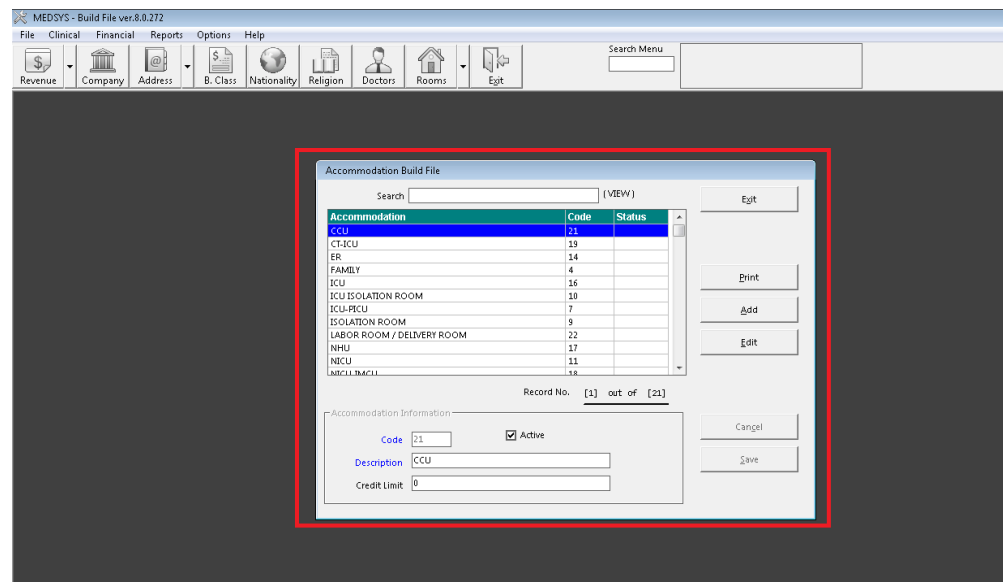 MEDSYS - Build File ver.8.0.272
File Clinical Financial Reports Options Help
Search Menu
Revenue Company Address B. Class Nationality Religion Doctors Rooms Exit
Accommodation Build File
Search (VIEW) Exit
Accommodation Code Status
CCU 21
CT-ICU 19
ER 14
FAMILY 4
ICU 16
ICU ISOLATION ROOM 10
ICU-PICU 7
ISOLATION ROOM 9
LABOR ROOM / DELIVERY ROOM 22
NHU 17
NICU 11
NICU IMCU 18
Print
Add
Edit
Record No. [1] out of [21]
Accommodation Information
Code 21 Active
Description CCU
Credit Limit 0
Cancel
Save